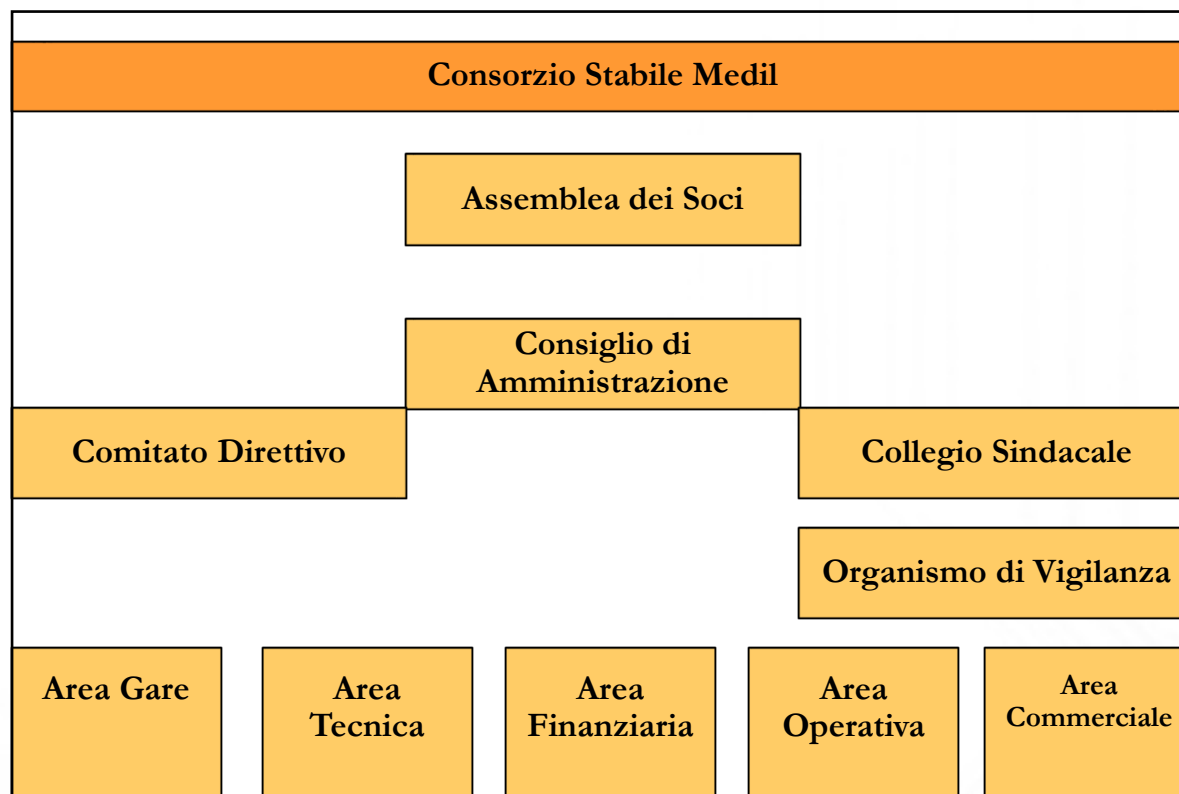 Consorzio Stabile Medil
Assemblea dei Soci
Consiglio di
Amministrazione
Comitato Direttivo
Collegio Sindacale
Organismo di Vigilanza
Area Gare
Area
Tecnica
Area
Finanziaria
Area
Operativa
Area
Commerciale